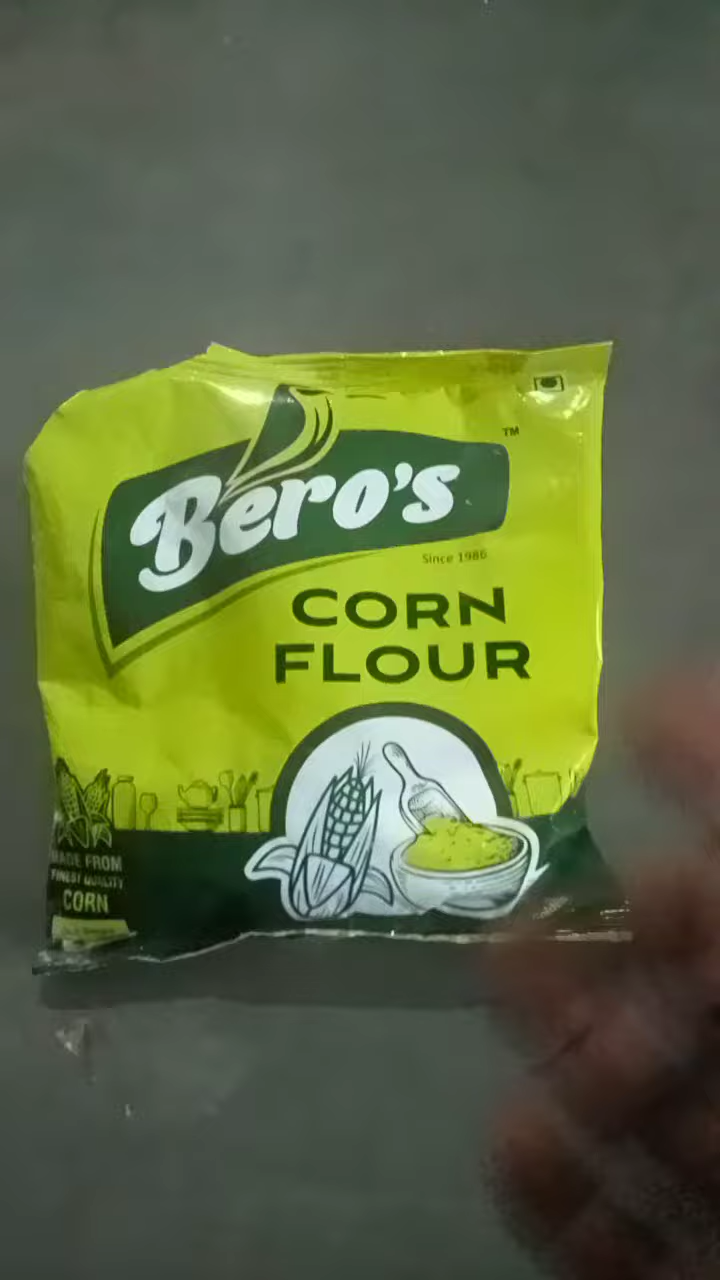 Bero's
TM
Since 1986
CORN
FLOUR
MADE FROM
FINEST QUALITY
CORN